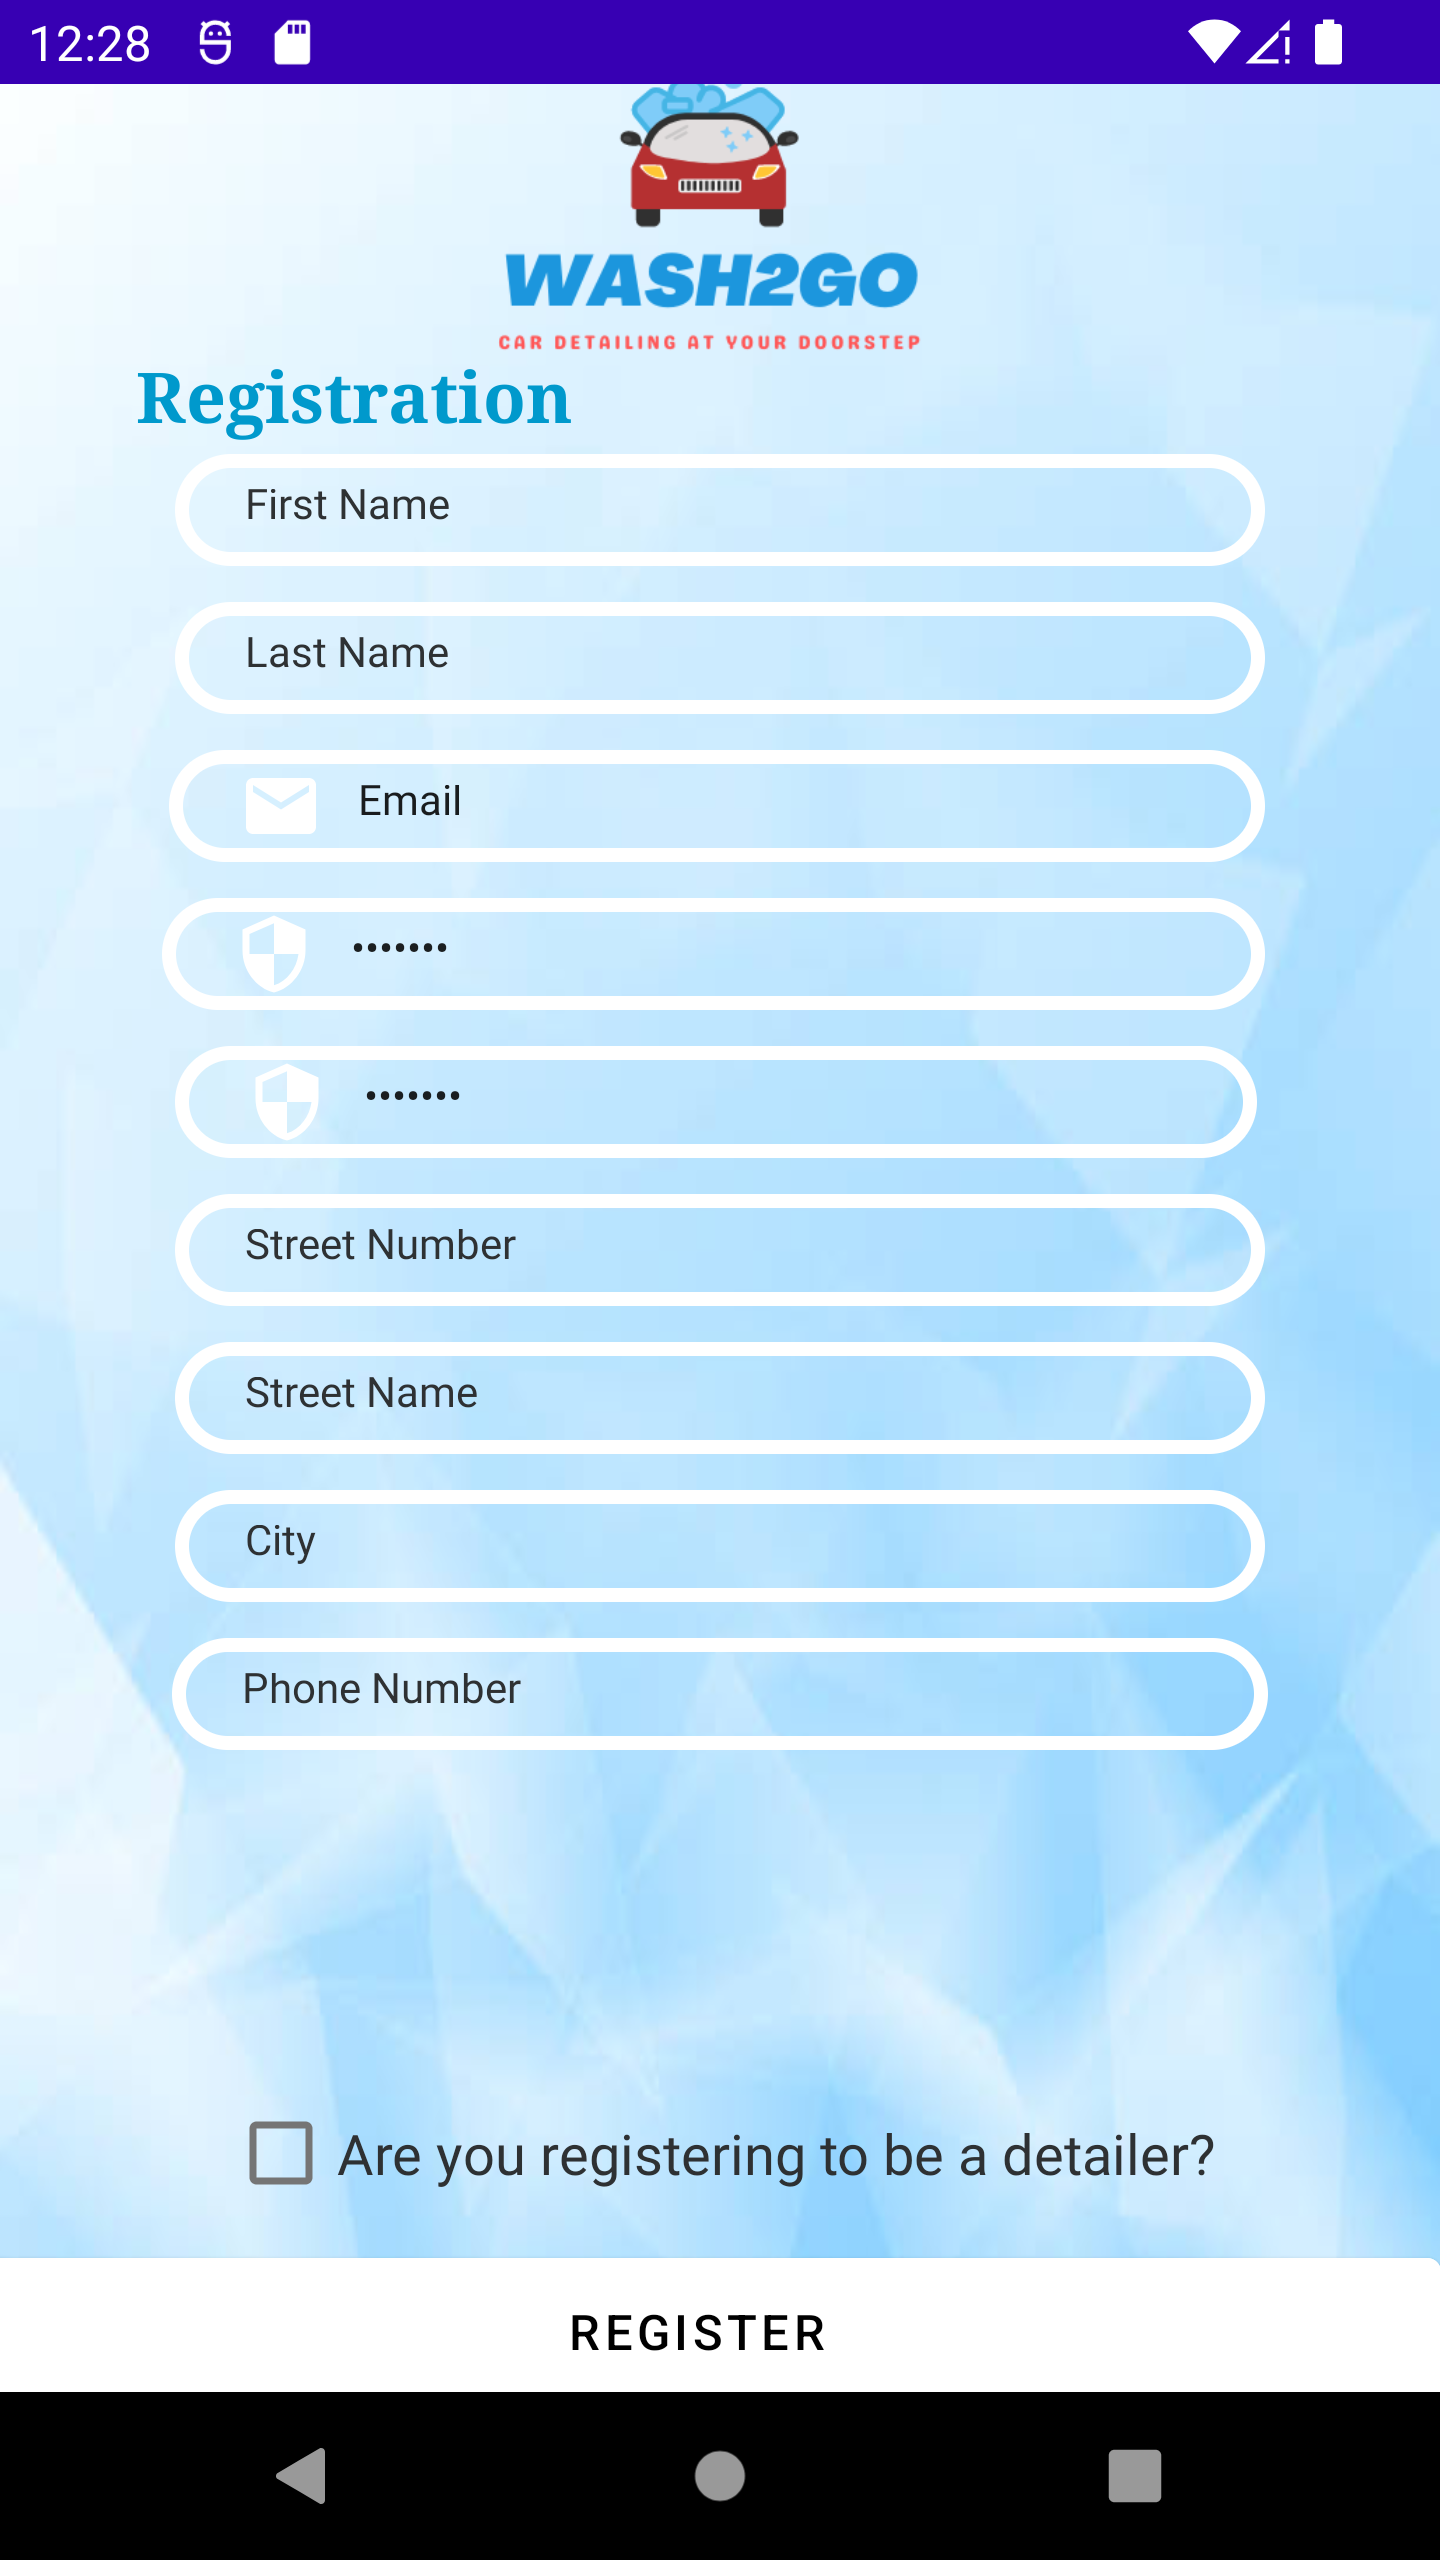 12:28
WASH2GO
CAR DETAILING AT YOUR DOORSTEP
Registration
First Name
Last Name
Email
•••••••
•••••••
Street Number
Street Name
City
Phone Number
Are you registering to be a detailer?
REGISTER